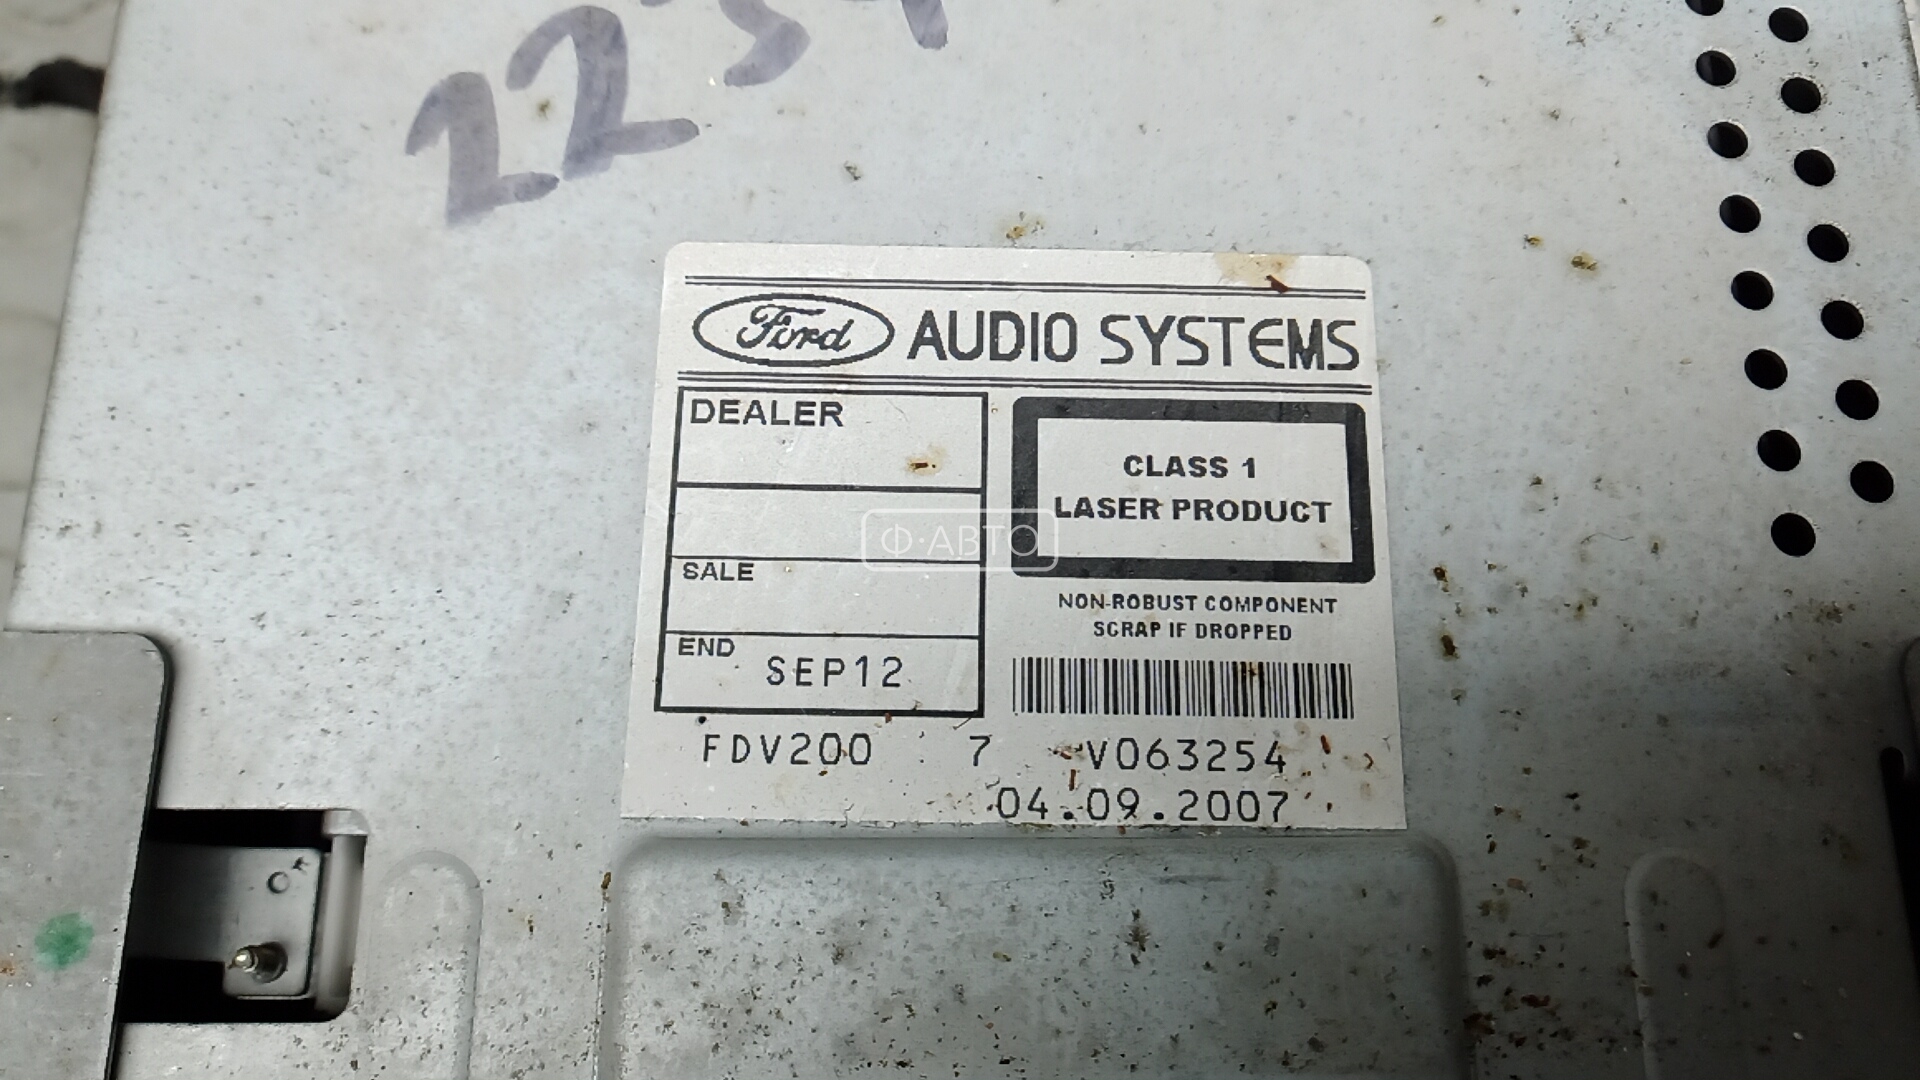 Ford AUDIO SYSTEMS
DEALER
CLASS 1
LASER PRODUCT
Ф·АВТО
SALE
NON-ROBUST COMPONENT
SCRAP IF DROPPED
END
SEP12
FDV200 7 V063254
04.09.2007